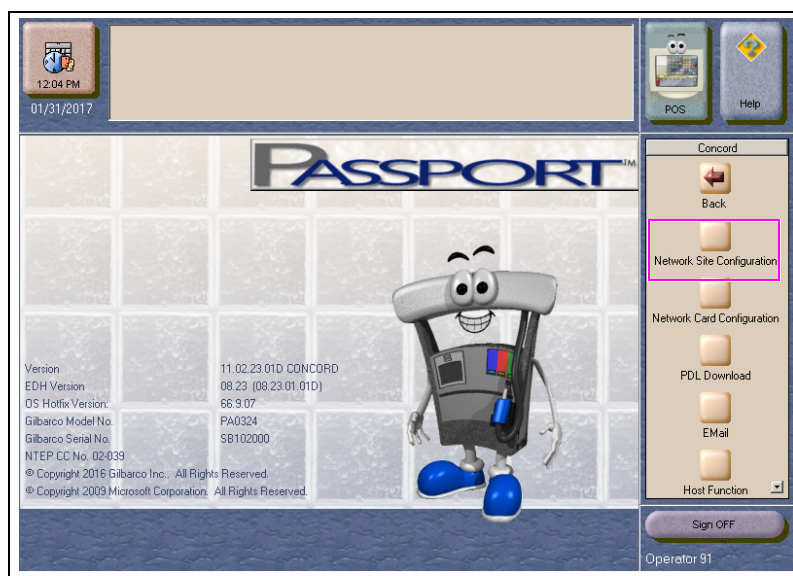 12:04 PM
01/31/2017
POS
Help
PASSPORT™
Concord
Back
Network Site Configuration
Network Card Configuration
PDL Download
EMail
Host Function
Version 11.02.23.01D CONCORD
EDH Version 08.23 (08.23.01.01D)
OS Hotfix Version: 66.9.07
Gilbarco Model No. PA0324
Gilbarco Serial No. SB102000
NTEP CC No. 02-039
© Copyright 2016 Gilbarco Inc.. All Rights Reserved.
© Copyright 2009 Microsoft Corporation. All Rights Reserved.
Sign OFF
Operator 91